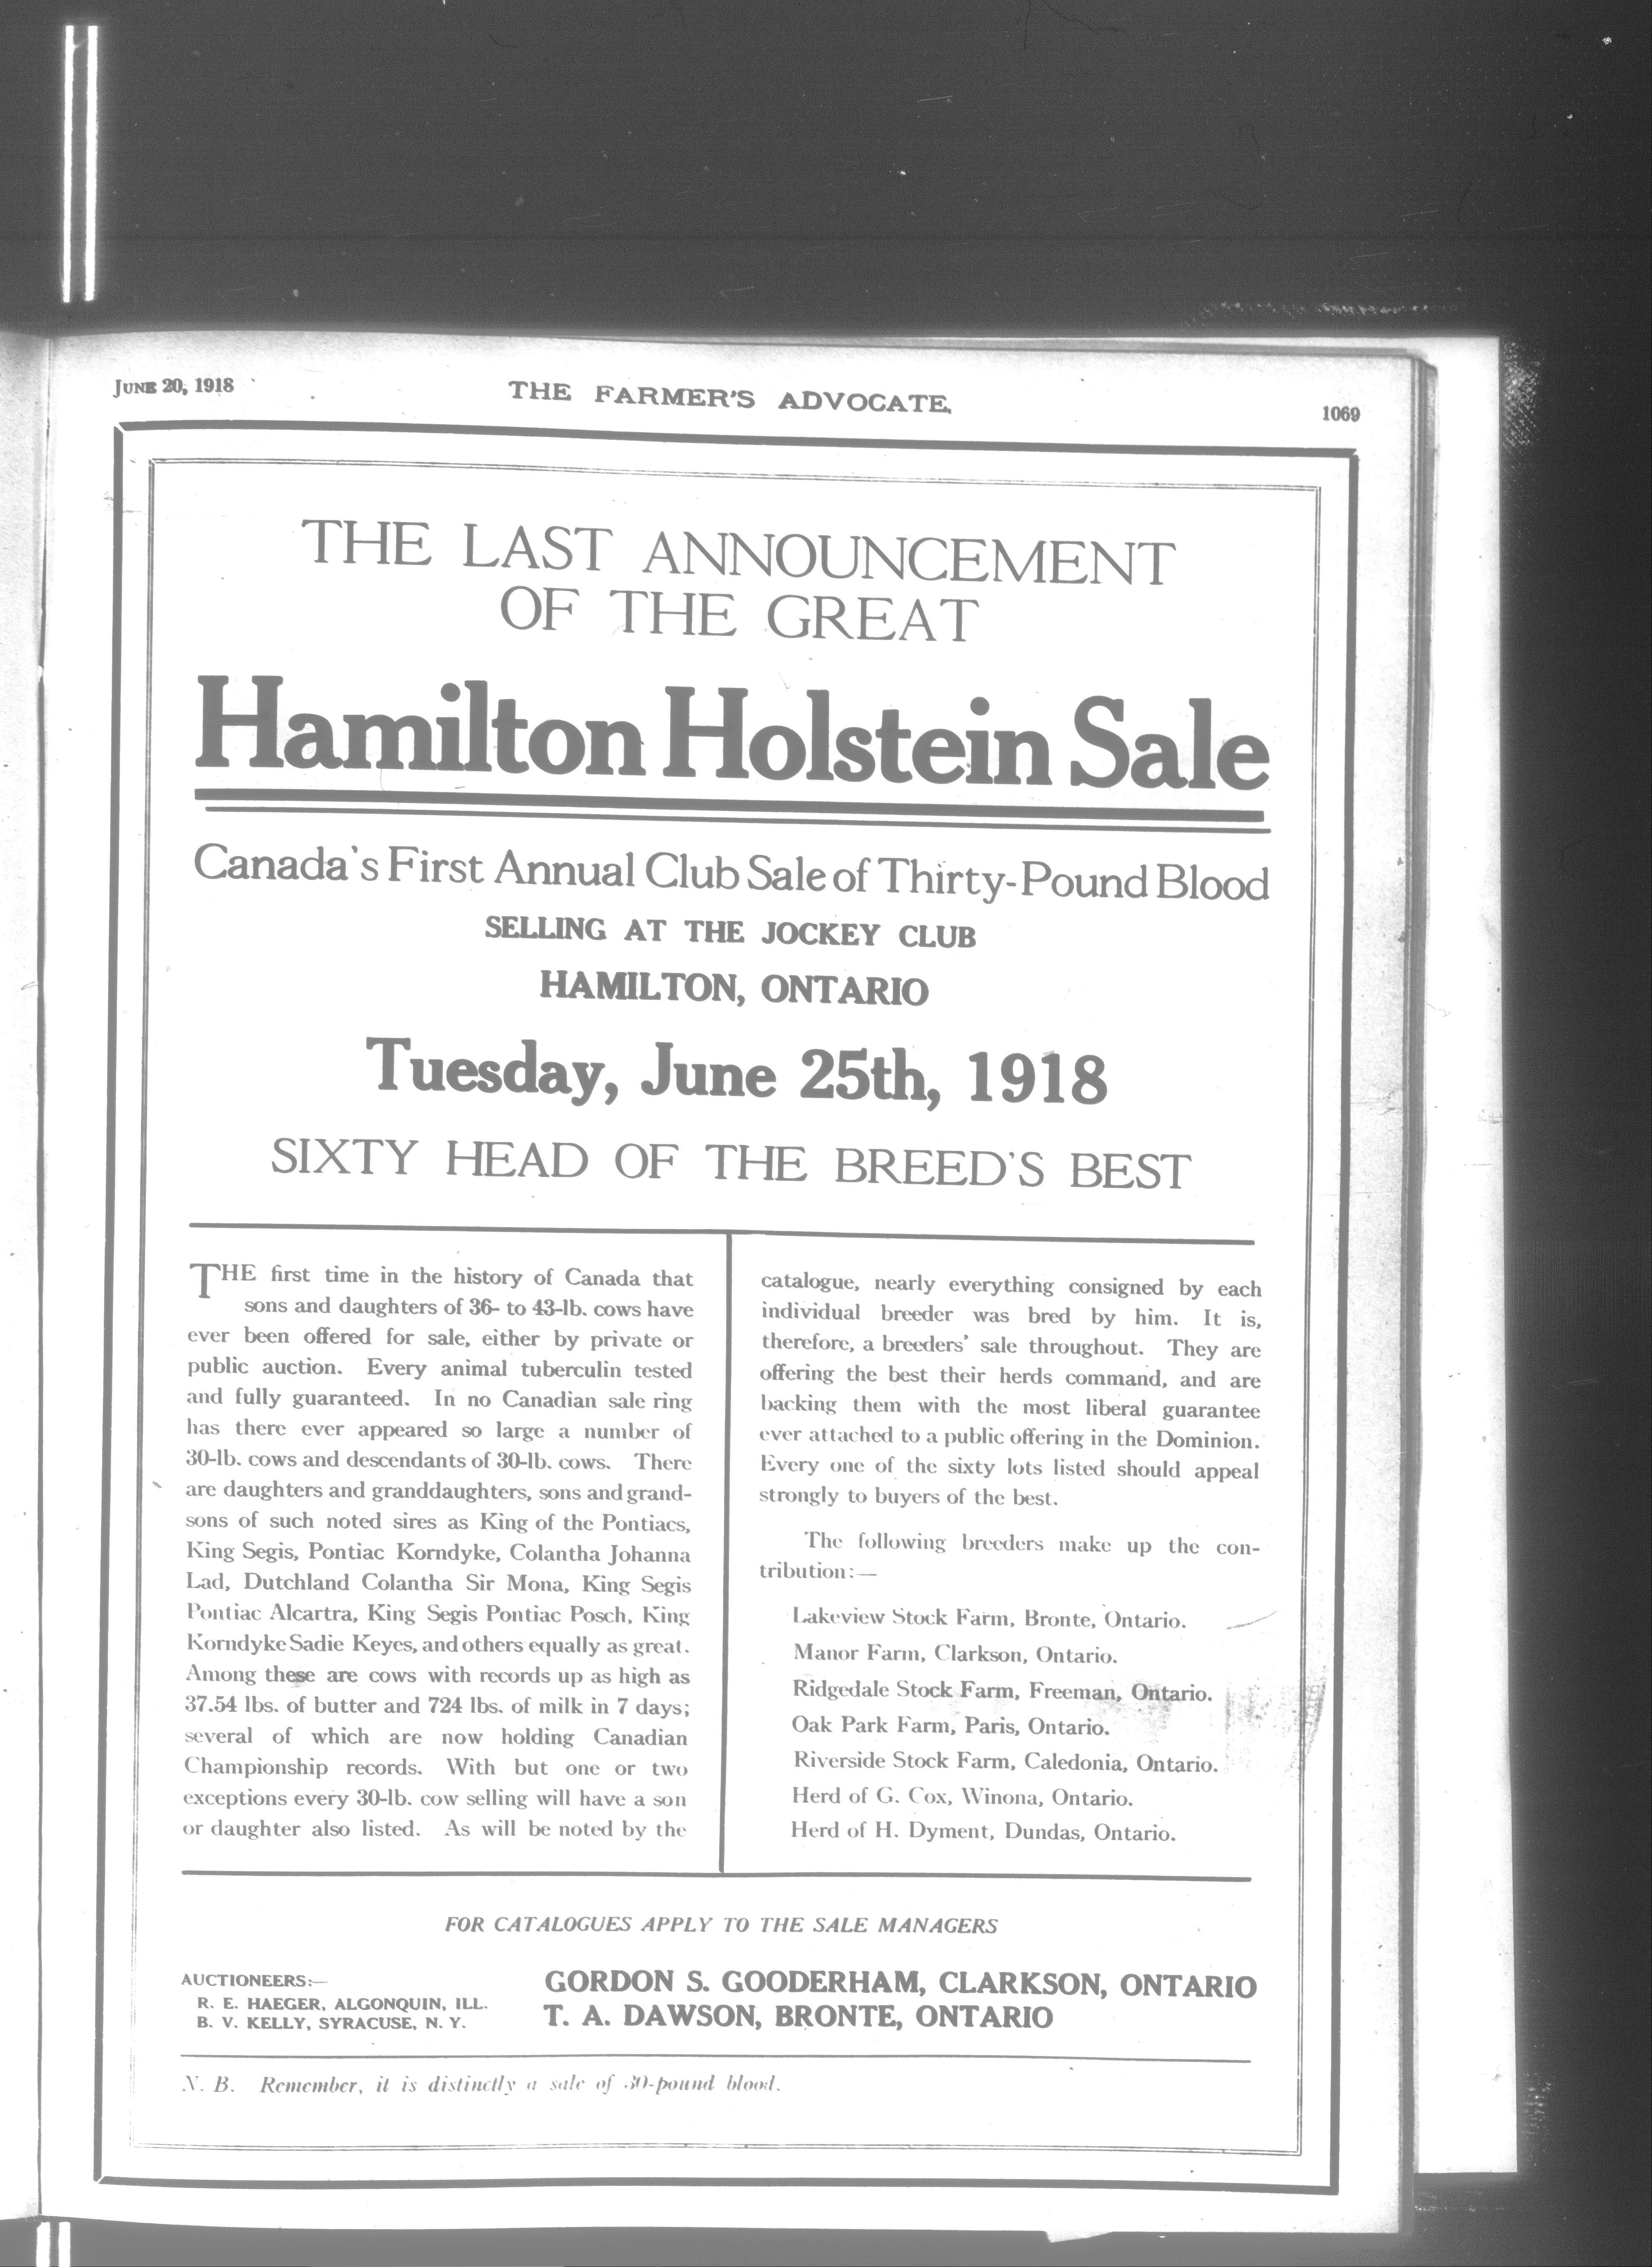 JUNE 20, 1918
THE FARMER'S ADVOCATE.
1069
THE LAST ANNOUNCEMENT
OF THE GREAT
Hamilton Holstein Sale
Canada's First Annual Club Sale of Thirty-Pound Blood
SELLING AT THE JOCKEY CLUB
HAMILTON, ONTARIO
Tuesday, June 25th, 1918
SIXTY HEAD OF THE BREED'S BEST
THE first time in the history of Canada that
sons and daughters of 36- to 43-lb. cows have
ever been offered for sale, either by private or
public auction. Every animal tuberculin tested
and fully guaranteed. In no Canadian sale ring
has there ever appeared so large a number of
30-lb. cows and descendants of 30-lb. cows. There
are daughters and granddaughters, sons and grand-
sons of such noted sires as King of the Pontiacs,
King Segis, Pontiac Korndyke, Colantha Johanna
Lad, Dutchland Colantha Sir Mona, King Segis
Pontiac Alcartra, King Segis Pontiac Posch, King
Korndyke Sadie Keyes, and others equally as great.
Among these are cows with records up as high as
37.54 lbs. of butter and 724 lbs. of milk in 7 days;
several of which are now holding Canadian
Championship records. With but one or two
exceptions every 30-lb. cow selling will have a son
or daughter also listed. As will be noted by the
catalogue, nearly everything consigned by each
individual breeder was bred by him. It is,
therefore, a breeders' sale throughout. They are
offering the best their herds command, and are
backing them with the most liberal guarantee
ever attached to a public offering in the Dominion.
Every one of the sixty lots listed should appeal
strongly to buyers of the best.
The following breeders make up the con-
tribution:—
Lakeview Stock Farm, Bronte, Ontario.
Manor Farm, Clarkson, Ontario.
Ridgedale Stock Farm, Freeman, Ontario.
Oak Park Farm, Paris, Ontario.
Riverside Stock Farm, Caledonia, Ontario.
Herd of G. Cox, Winona, Ontario.
Herd of H. Dyment, Dundas, Ontario.
FOR CATALOGUES APPLY TO THE SALE MANAGERS
AUCTIONEERS:—
R. E. HAEGER, ALGONQUIN, ILL.
B. V. KELLY, SYRACUSE, N. Y.
GORDON S. GOODERHAM, CLARKSON, ONTARIO
T. A. DAWSON, BRONTE, ONTARIO
N. B. Remember, it is distinctly a sale of 30-pound blood.